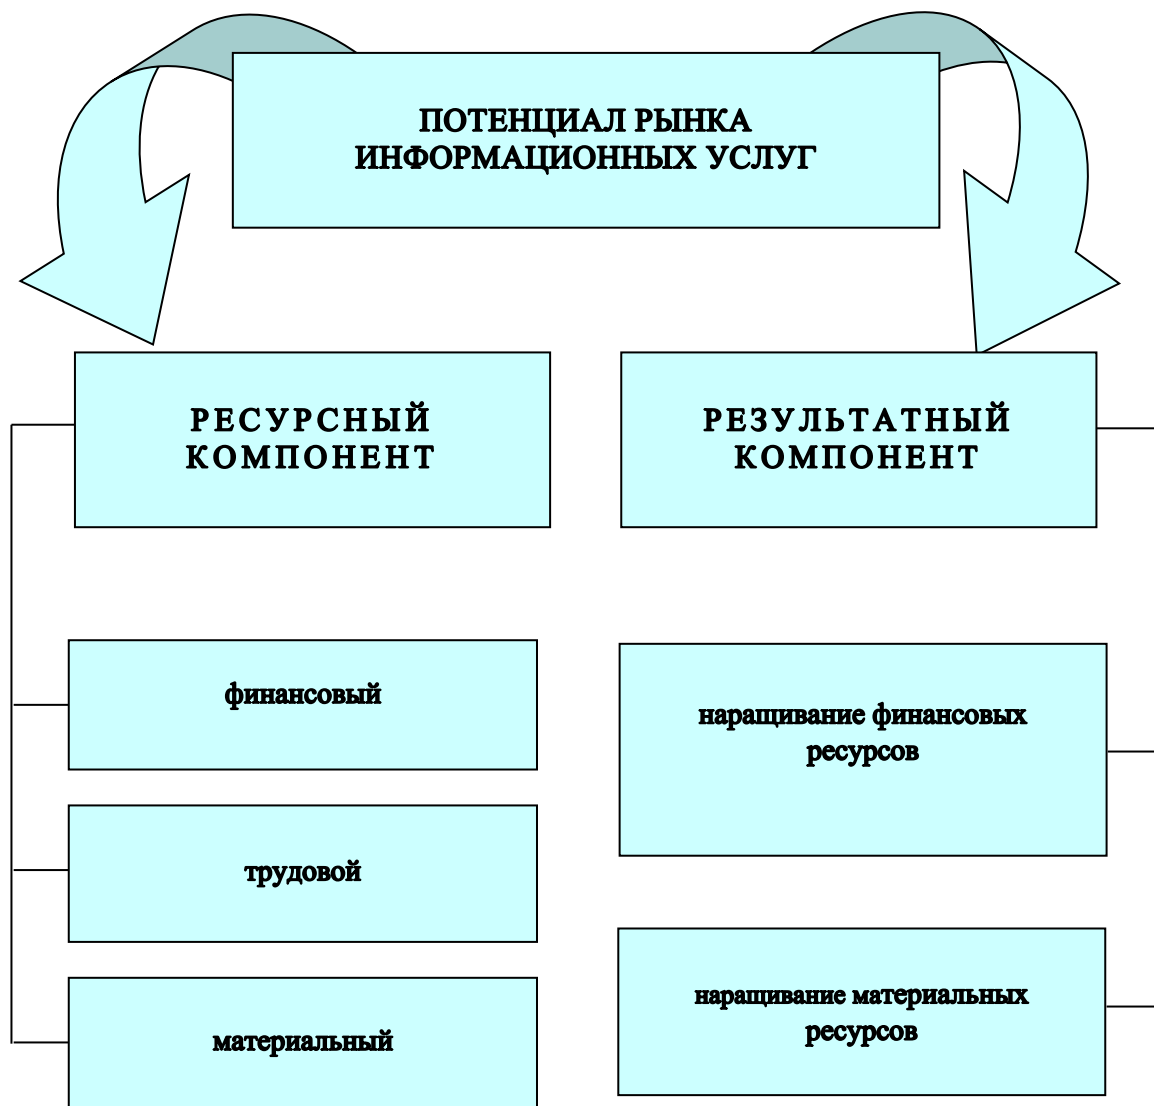 ПОТЕНЦИАЛ РЫНКА
ИНФОРМАЦИОННЫХ УСЛУГ
РЕСУРСНЫЙ
КОМПОНЕНТ
РЕЗУЛЬТАТНЫЙ
КОМПОНЕНТ
финансовый
трудовой
материальный
наращивание финансовых
ресурсов
наращивание материальных
ресурсов